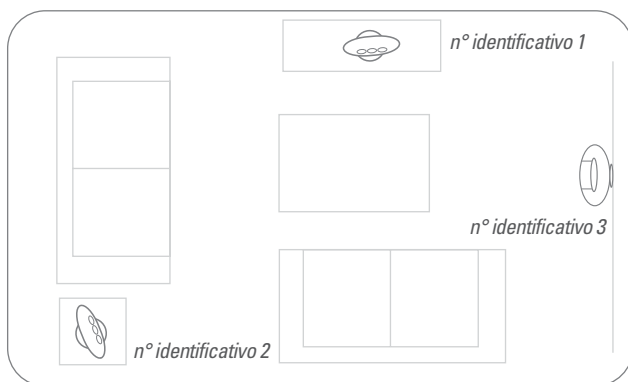 n° identificativo 1
n° identificativo 3
n° identificativo 2